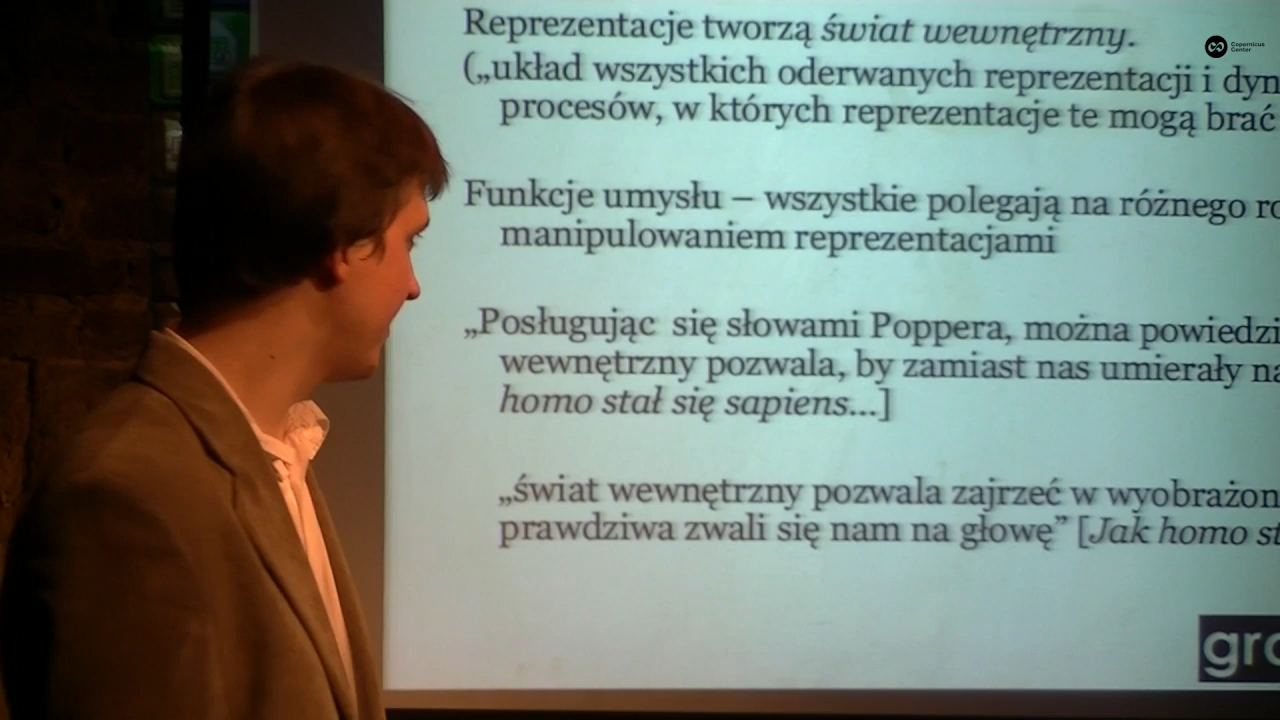 Reprezentacje tworzą świat wewnętrzny.
(„układ wszystkich oderwanych reprezentacji i dyn
procesów, w których reprezentacje te mogą brać
Funkcje umysłu – wszystkie polegają na różnego ro
manipulowaniem reprezentacjami
„Posługując się słowami Poppera, można powiedzi
wewnętrzny pozwala, by zamiast nas umierały na
homo stał się sapiens...]
„świat wewnętrzny pozwala zajrzeć w wyobrażon
prawdziwa zwali się nam na głowę” [Jak homo st
gro
Copernicus
Center